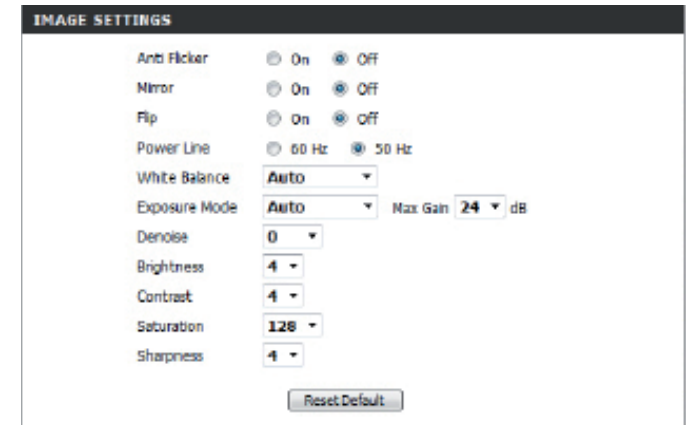 IMAGE SETTINGS
Anti Flicker On Off
Mirror On Off
Flip On Off
Power Line 60 Hz 50 Hz
White Balance Auto
Exposure Mode Auto Max Gain 24 dB
Denoise 0
Brightness 4
Contrast 4
Saturation 128
Sharpness 4
Reset Default